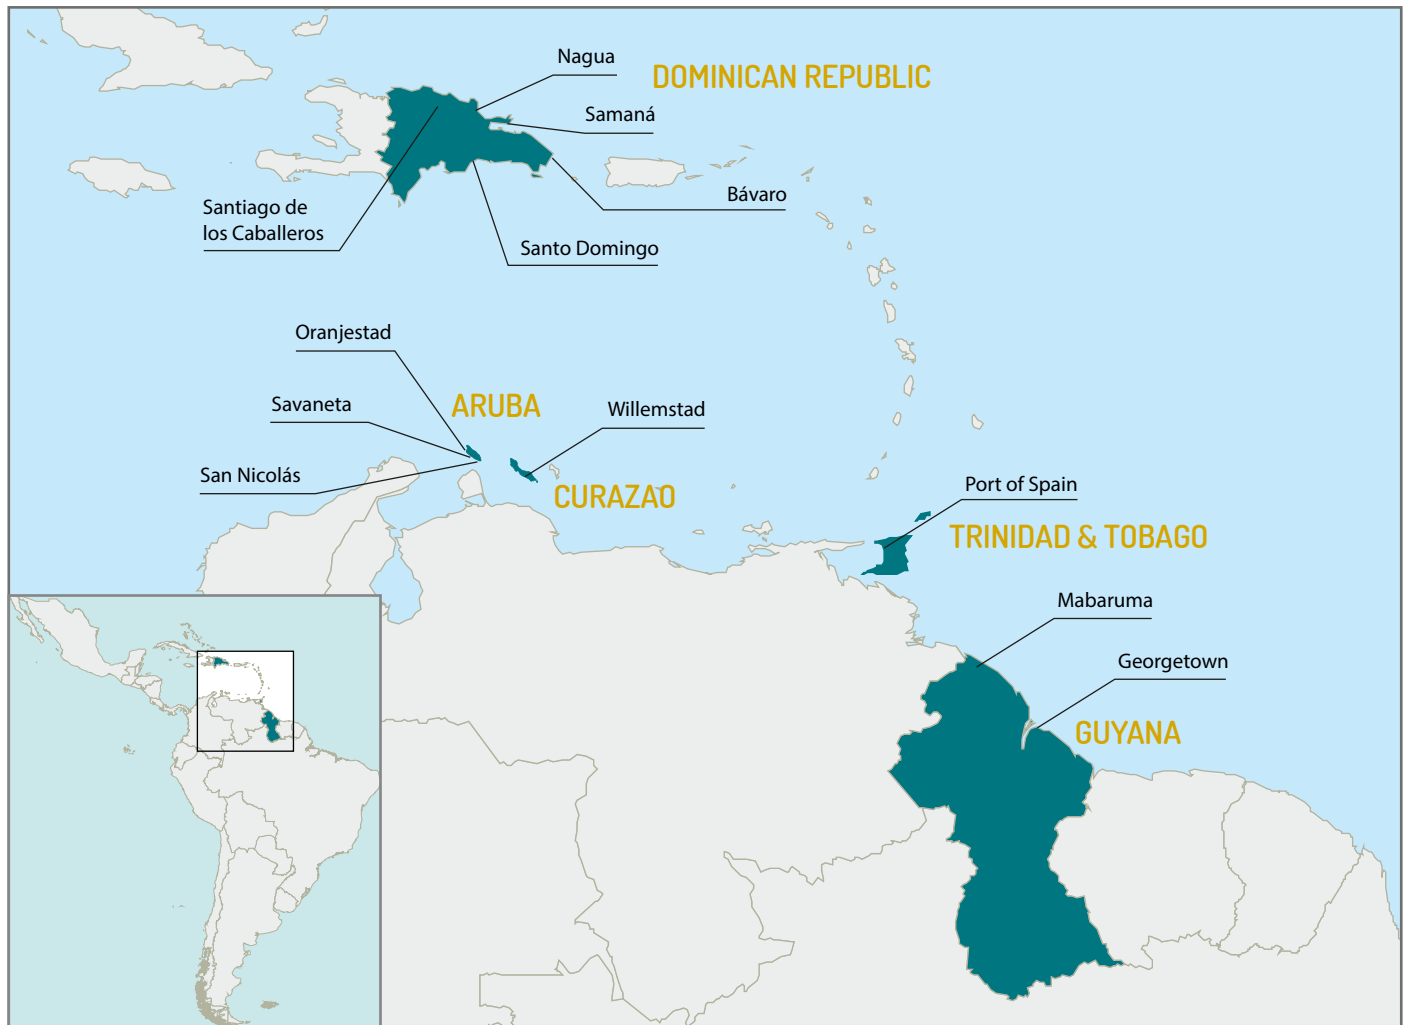 Nagua
DOMINICAN REPUBLIC
Samaná
Bávaro
Santiago de
los Caballeros
Santo Domingo
Oranjestad
ARUBA
Savaneta
Willemstad
San Nicolás
CURAZAO
Port of Spain
TRINIDAD & TOBAGO
Mabaruma
Georgetown
GUYANA